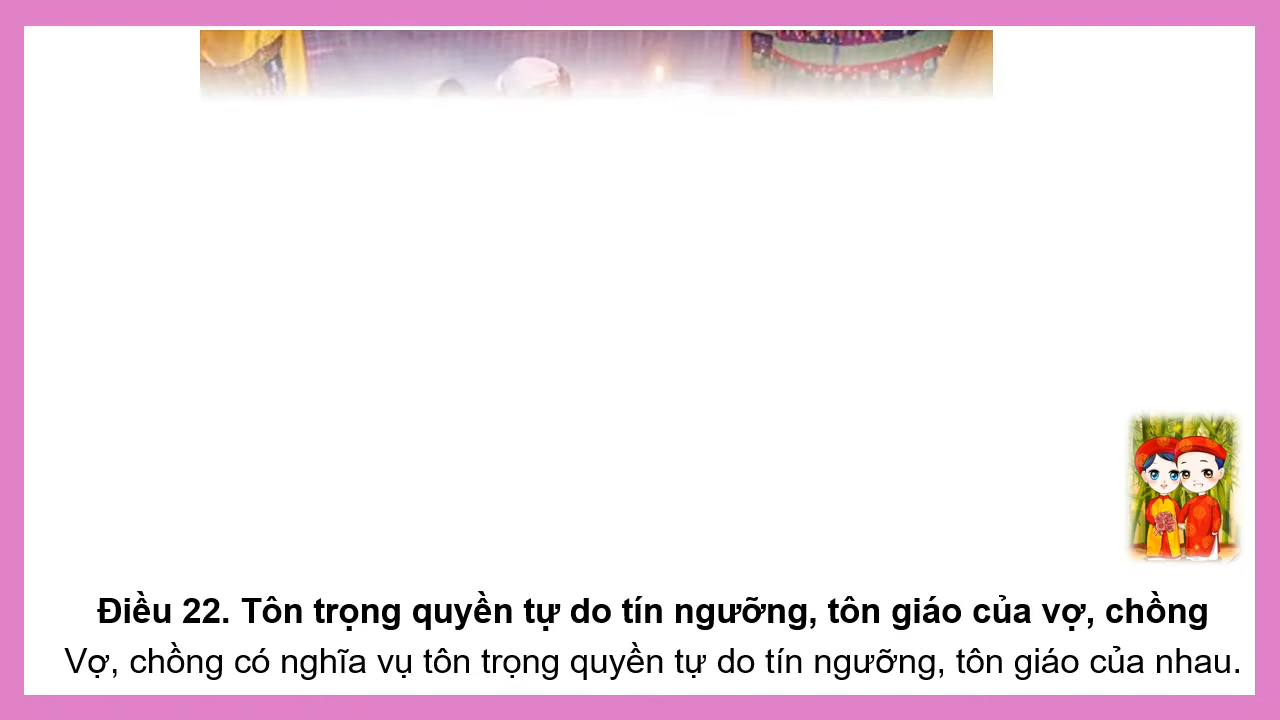 Điều 22. Tôn trọng quyền tự do tín ngưỡng, tôn giáo của vợ, chồng
Vợ, chồng có nghĩa vụ tôn trọng quyền tự do tín ngưỡng, tôn giáo của nhau.